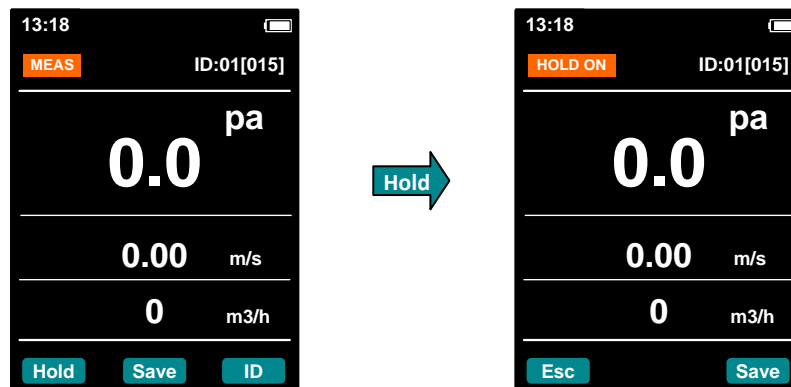 13:18
MEAS ID:01[015]
pa
0.0
0.00 m/s
0 m3/h
Hold Save ID
Hold
13:18
HOLD ON ID:01[015]
pa
0.0
0.00 m/s
0 m3/h
Esc Save